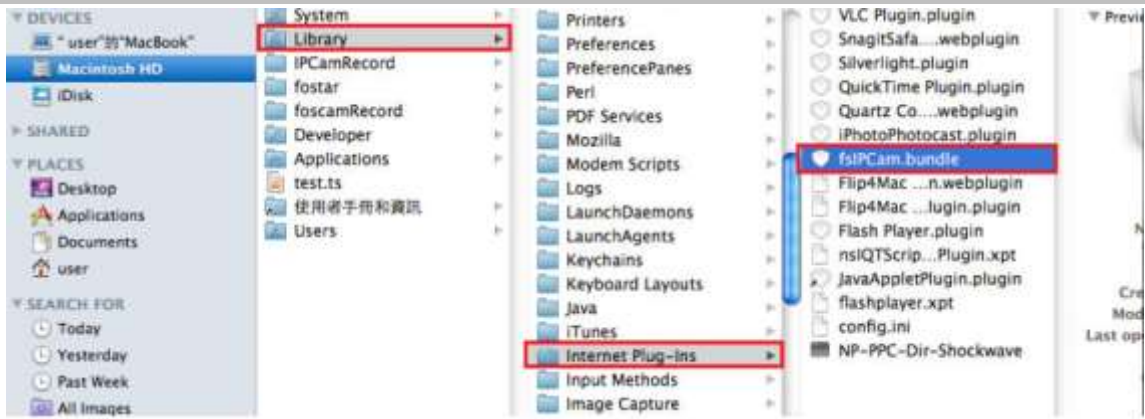 DEVICES
"user"的"MacBook"
Macintosh HD
iDisk
SHARED
PLACES
Desktop
Applications
Documents
user
SEARCH FOR
Today
Yesterday
Past Week
All Images
System
Library
IPCamRecord
fostar
foscamRecord
Developer
Applications
test.ts
使用者手冊和資訊
Users
Printers
Preferences
PreferencePanes
Perl
PDF Services
Mozilla
Modem Scripts
Logs
LaunchDaemons
LaunchAgents
Keychains
Keyboard Layouts
Java
iTunes
Internet Plug-Ins
Input Methods
Image Capture
VLC Plugin.plugin
SnagitSafa....webplugin
Silverlight.plugin
QuickTime Plugin.plugin
Quartz Co....webplugin
iPhotoPhotocast.plugin
fsIPCam.bundle
Flip4Mac ...n.webplugin
Flip4Mac ...lugin.plugin
Flash Player.plugin
nsIQTScrip...Plugin.xpt
JavaAppletPlugin.plugin
flashplayer.xpt
config.ini
NP-PPC-Dir-Shockwave
Previ
N
Cre
Mod
Last op